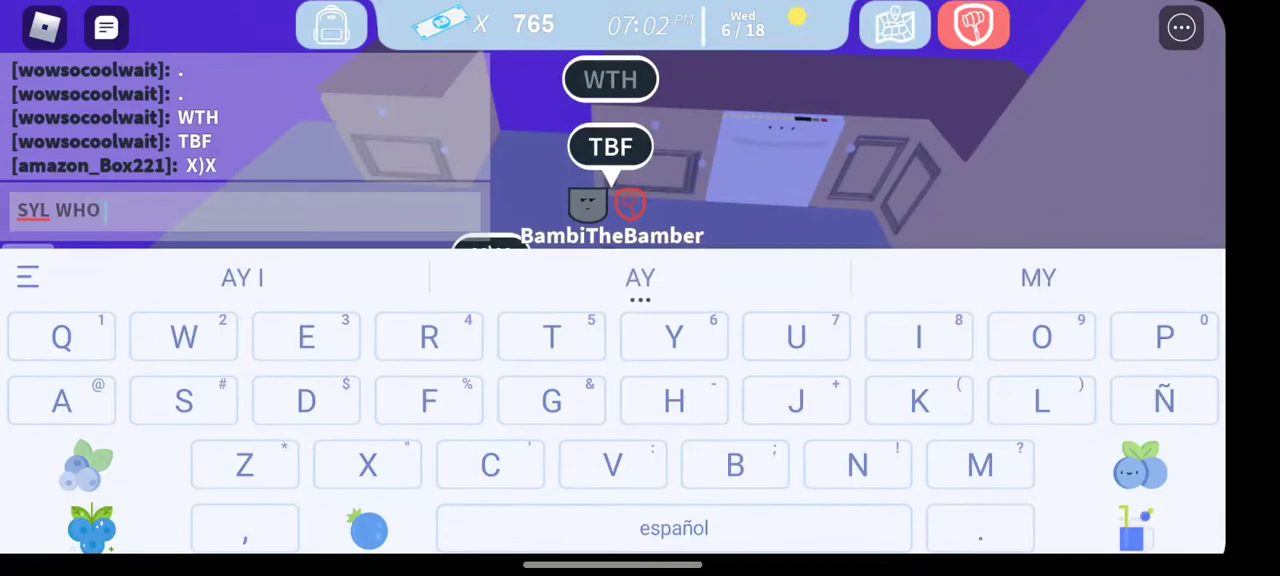 X 765 07:02 PM Wed 6/18
[wowsocoolwait]: .
[wowsocoolwait]: .
[wowsocoolwait]: WTH
[wowsocoolwait]: TBF
[amazon_Box221]: X)X
WTH
TBF
BambiTheBamber
SYL WHO
AY I AY MY
Q 1 W 2 E 3 R 4 T 5 Y 6 U 7 I 8 O 9 P 0
A @ S # D $ F % G & H - J + K ( L ) Ñ
Z * X " C ' V : B ; N ! M ?
, español .